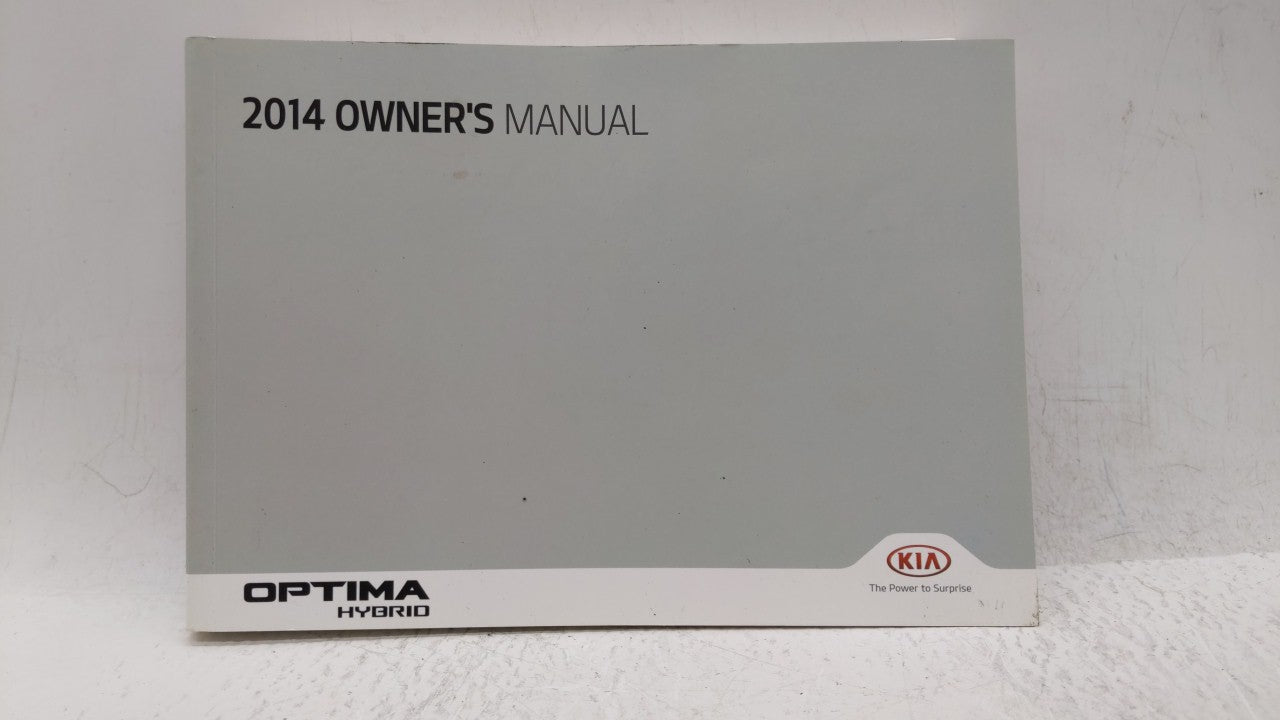 2014 OWNER'S MANUAL
OPTIMA
HYBRID
KIA
The Power to Surprise